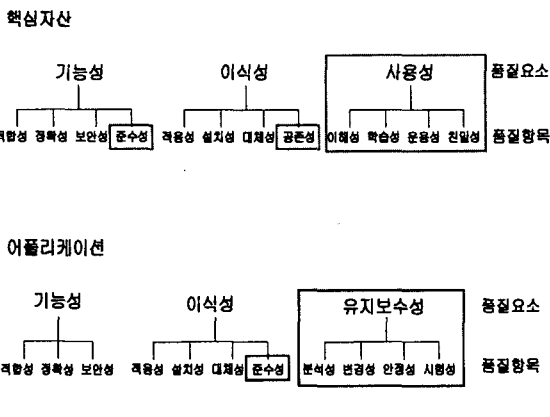 핵심자산
기능성 이식성 사용성 품질요소
적합성 정확성 보안성 준수성 적용성 설치성 대체성 공존성 이해성 학습성 운용성 친밀성 품질항목
어플리케이션
기능성 이식성 유지보수성 품질요소
적합성 정확성 보안성 적용성 설치성 대체성 준수성 분석성 변경성 안정성 시험성 품질항목